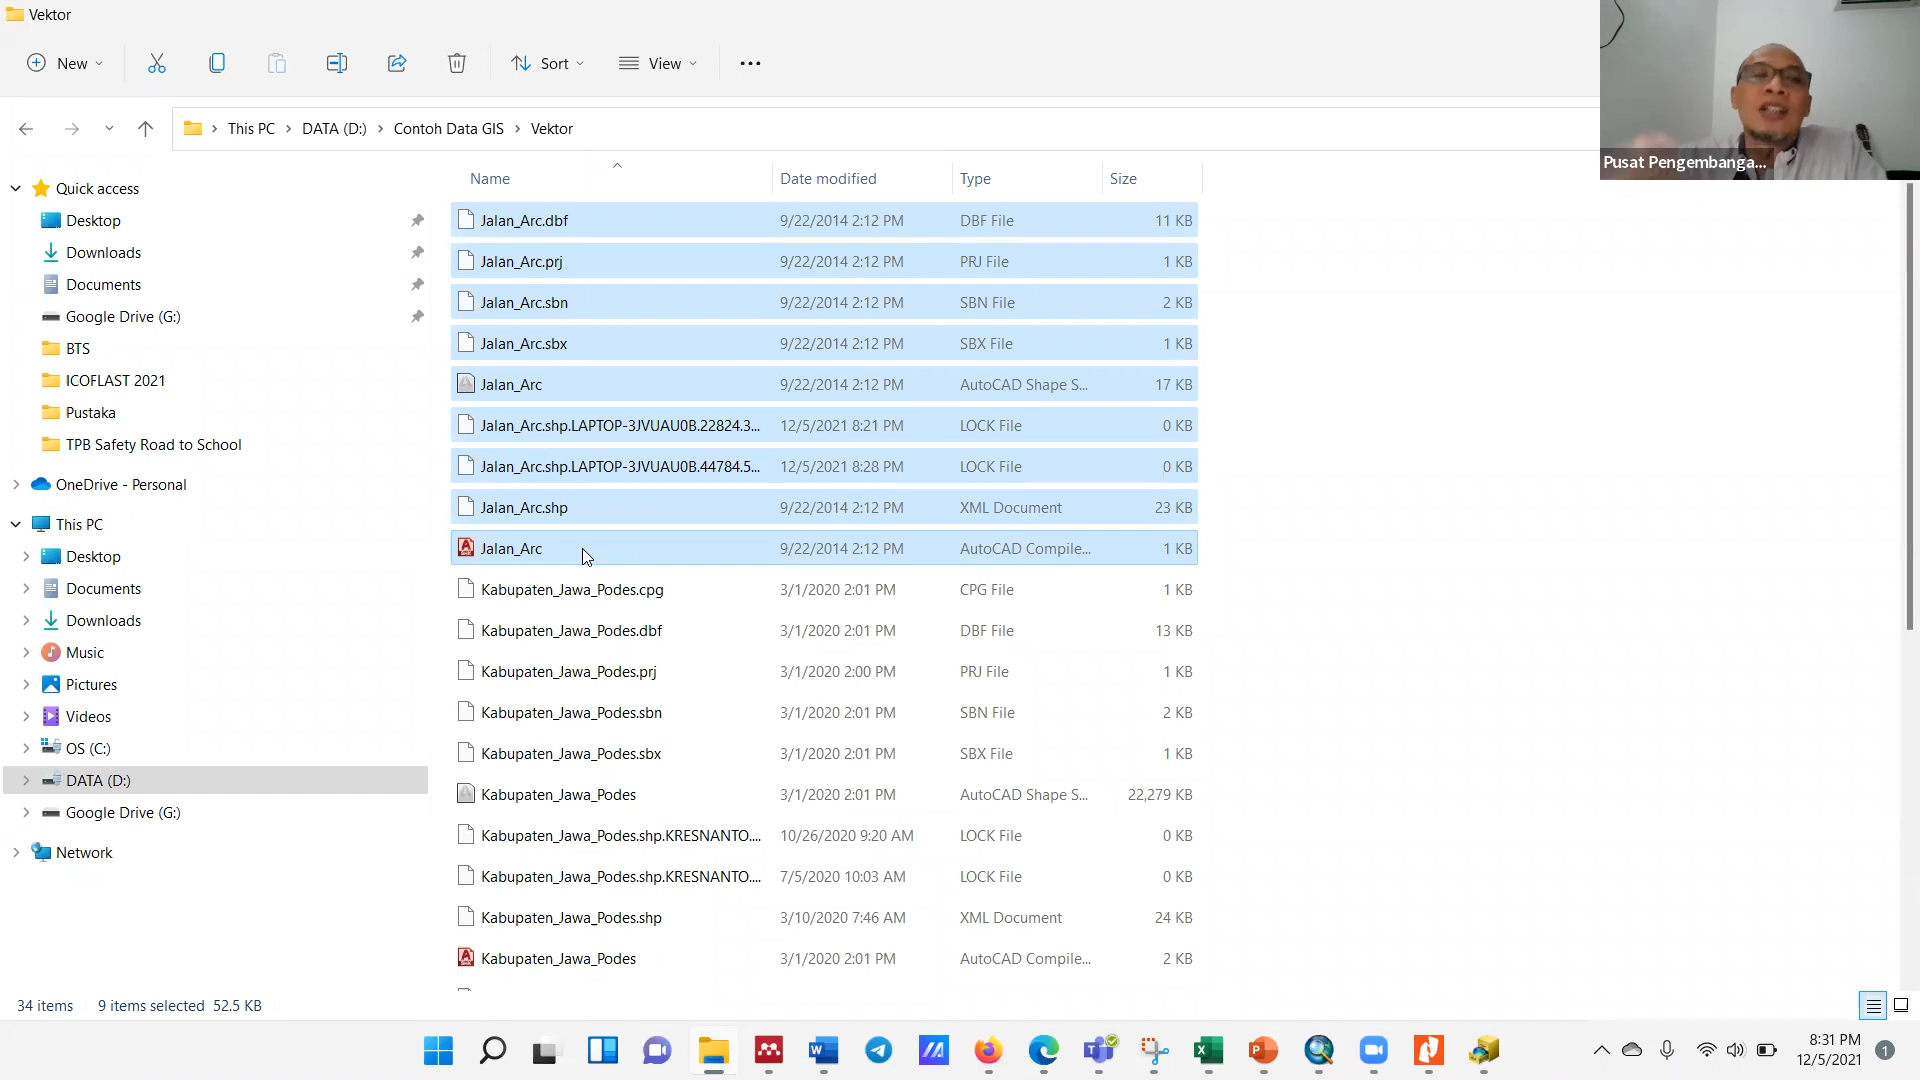 Vektor
New
Sort
View
This PC
DATA (D:)
Contoh Data GIS
Vektor
Pusat Pengembanga...
Quick access
Desktop
Downloads
Documents
Google Drive (G:)
BTS
ICOFLAST 2021
Pustaka
TPB Safety Road to School
OneDrive - Personal
This PC
Desktop
Documents
Downloads
Music
Pictures
Videos
OS (C:)
DATA (D:)
Google Drive (G:)
Network
Name Date modified Type Size
Jalan_Arc.dbf 9/22/2014 2:12 PM DBF File 11 KB
Jalan_Arc.prj 9/22/2014 2:12 PM PRJ File 1 KB
Jalan_Arc.sbn 9/22/2014 2:12 PM SBN File 2 KB
Jalan_Arc.sbx 9/22/2014 2:12 PM SBX File 1 KB
Jalan_Arc 9/22/2014 2:12 PM AutoCAD Shape S... 17 KB
Jalan_Arc.shp.LAPTOP-3JVUAU0B.22824.3... 12/5/2021 8:21 PM LOCK File 0 KB
Jalan_Arc.shp.LAPTOP-3JVUAU0B.44784.5... 12/5/2021 8:28 PM LOCK File 0 KB
Jalan_Arc.shp 9/22/2014 2:12 PM XML Document 23 KB
Jalan_Arc 9/22/2014 2:12 PM AutoCAD Compile... 1 KB
Kabupaten_Jawa_Podes.cpg 3/1/2020 2:01 PM CPG File 1 KB
Kabupaten_Jawa_Podes.dbf 3/1/2020 2:01 PM DBF File 13 KB
Kabupaten_Jawa_Podes.prj 3/1/2020 2:00 PM PRJ File 1 KB
Kabupaten_Jawa_Podes.sbn 3/1/2020 2:01 PM SBN File 2 KB
Kabupaten_Jawa_Podes.sbx 3/1/2020 2:01 PM SBX File 1 KB
Kabupaten_Jawa_Podes 3/1/2020 2:01 PM AutoCAD Shape S... 22,279 KB
Kabupaten_Jawa_Podes.shp.KRESNANTO.... 10/26/2020 9:20 AM LOCK File 0 KB
Kabupaten_Jawa_Podes.shp.KRESNANTO.... 7/5/2020 10:03 AM LOCK File 0 KB
Kabupaten_Jawa_Podes.shp 3/10/2020 7:46 AM XML Document 24 KB
Kabupaten_Jawa_Podes 3/1/2020 2:01 PM AutoCAD Compile... 2 KB
34 items 9 items selected 52.5 KB
8:31 PM
12/5/2021
1